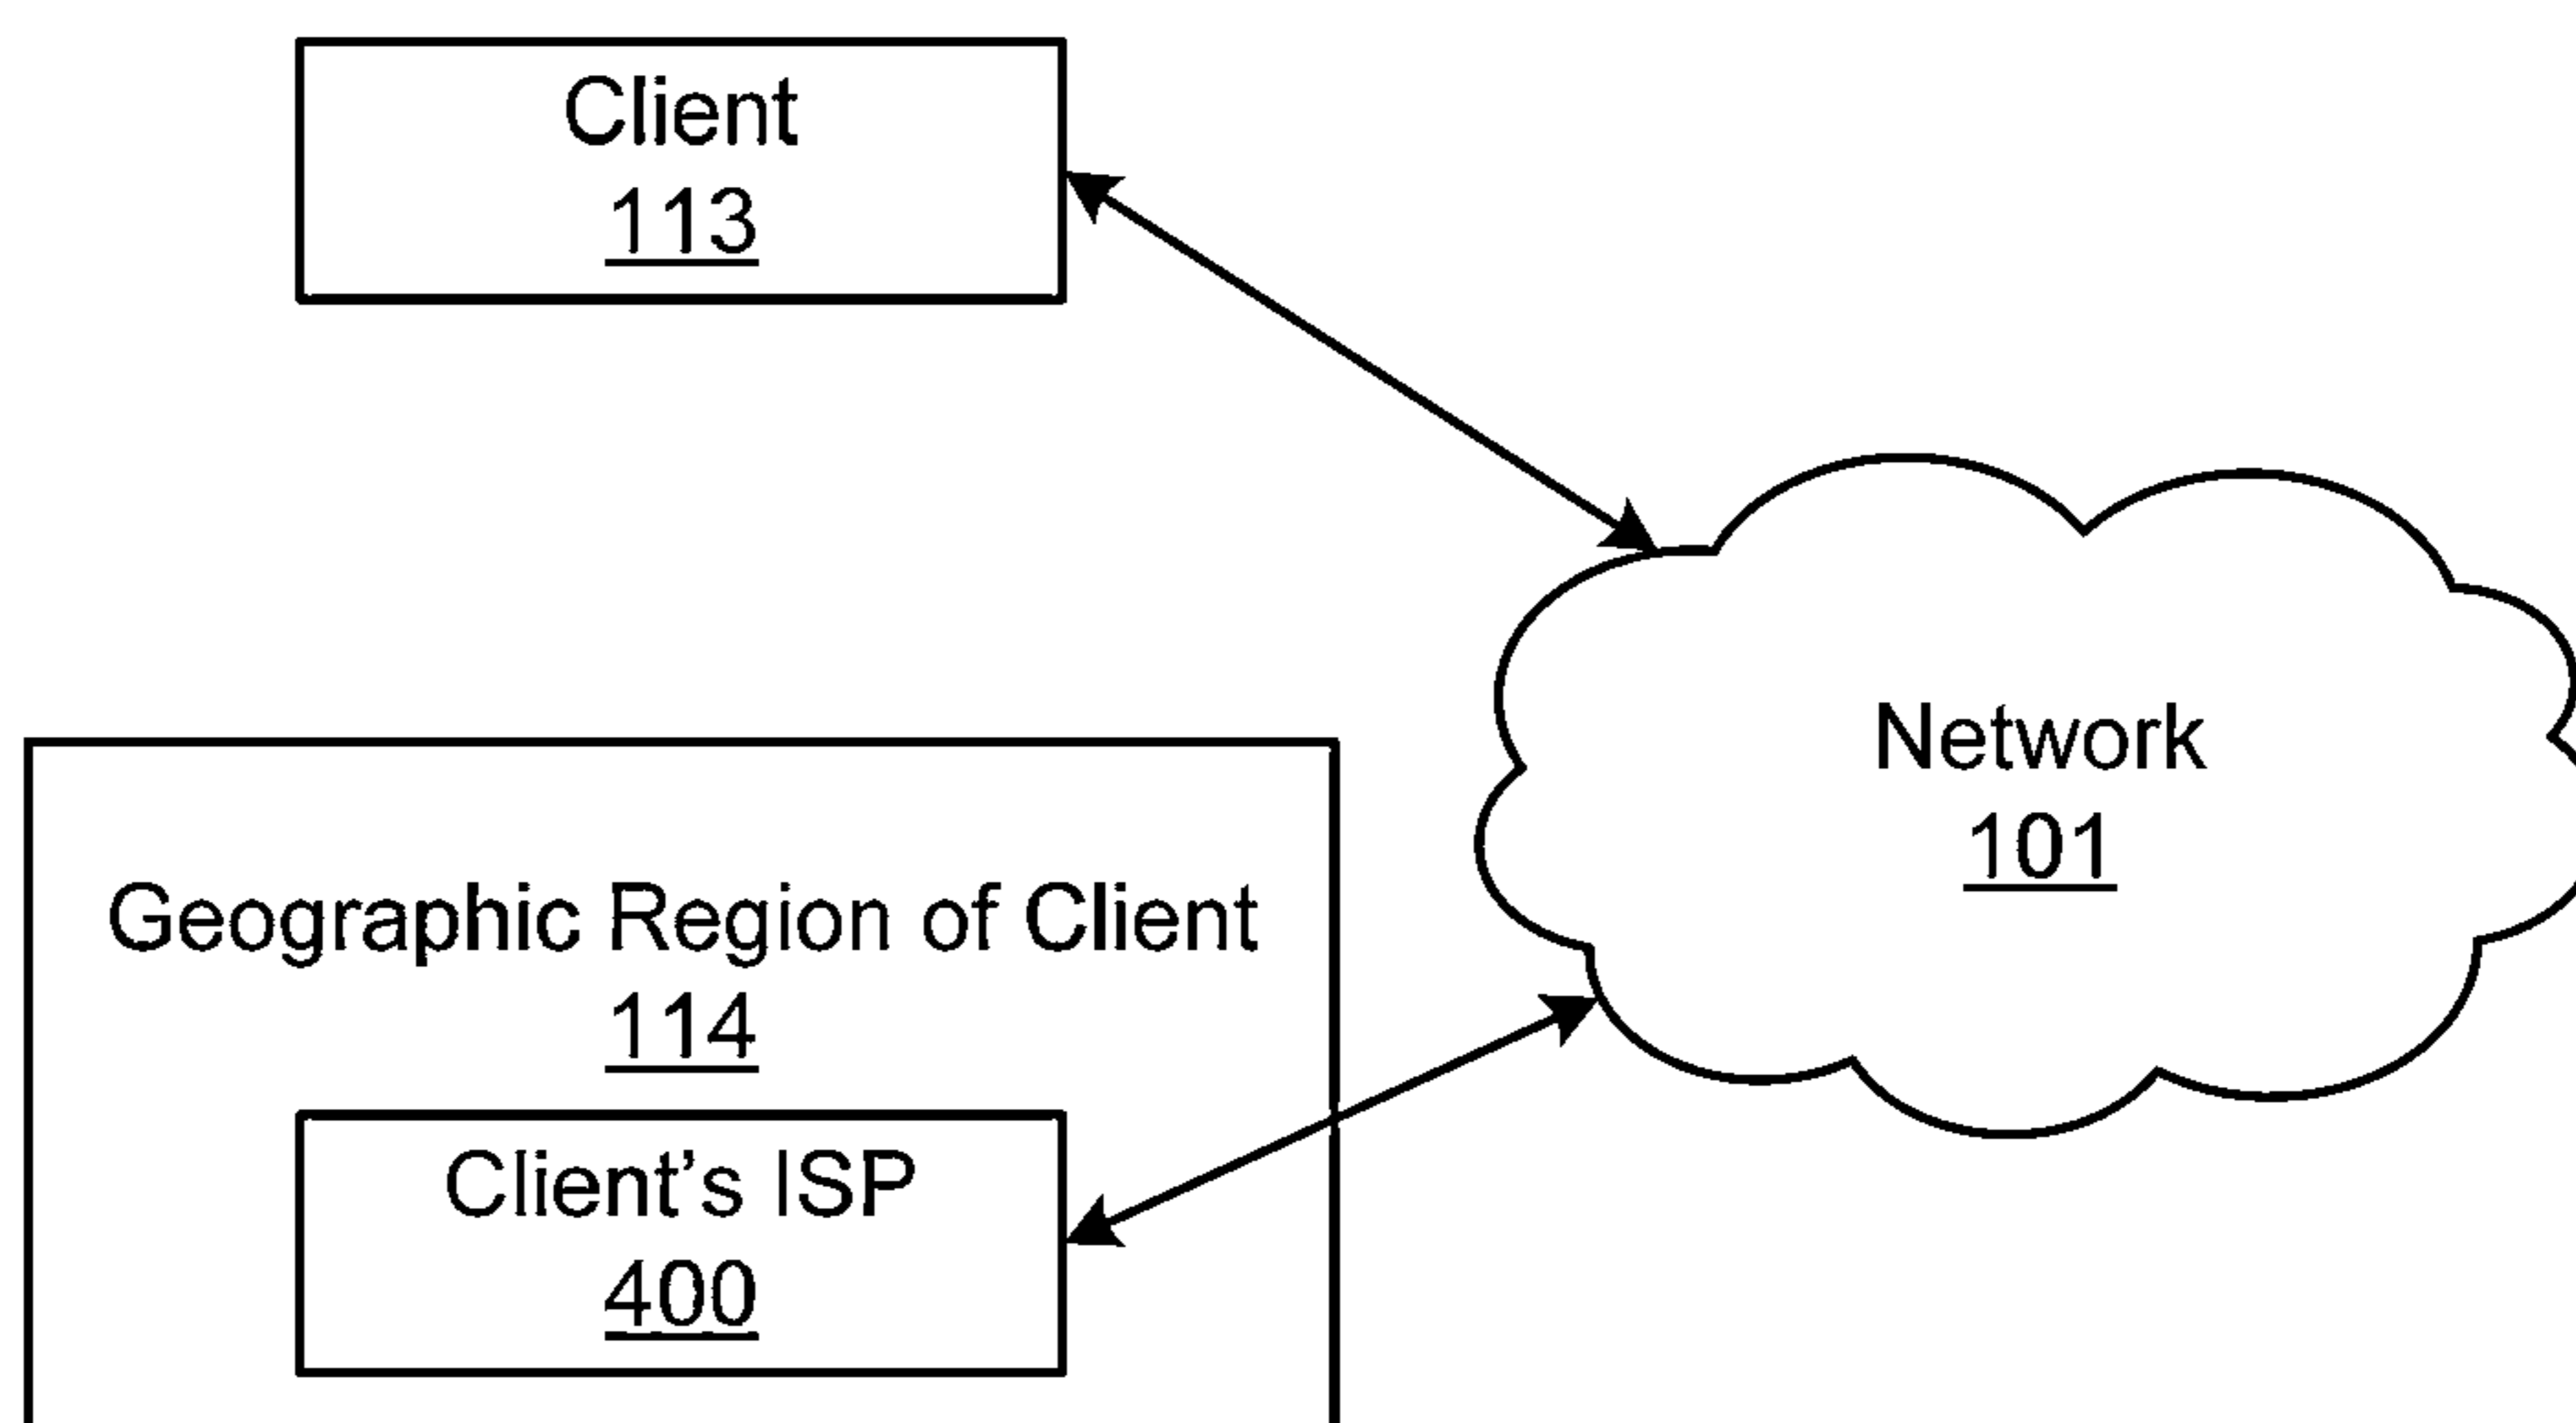 Client
113
Network
101
Geographic Region of Client
114
Client's ISP
400